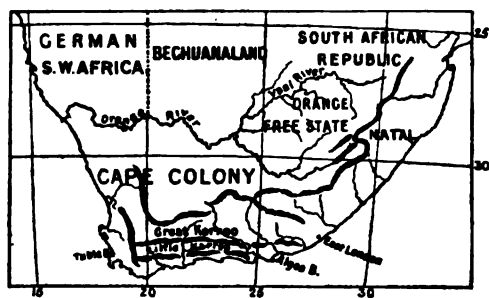 GERMAN
S.W. AFRICA
BECHUANALAND
SOUTH AFRICAN
REPUBLIC
25
Vaal River
ORANGE
FREE STATE
Orange River
NATAL
30
CAPE COLONY
Great Karroo
Little Karroo
Table B.
Algoa B.
East London
15
20
25
30